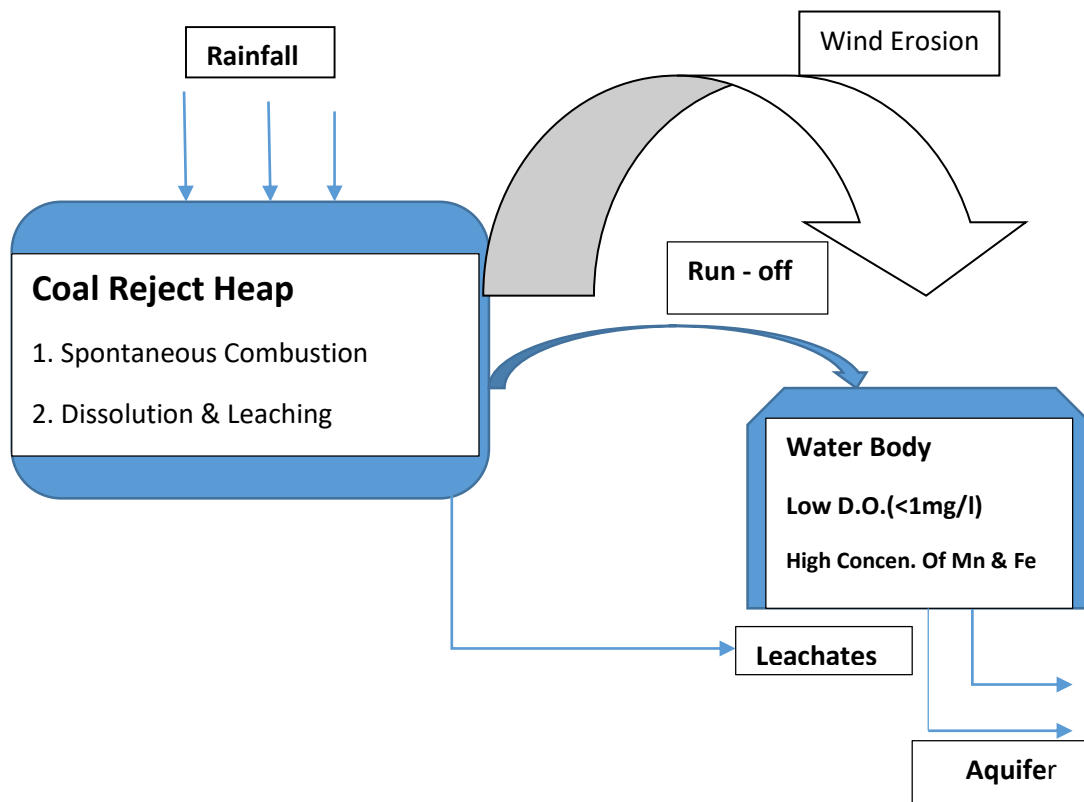 Rainfall
Wind Erosion
Coal Reject Heap
1. Spontaneous Combustion
2. Dissolution & Leaching
Run - off
Water Body
Low D.O.(<1mg/l)
High Concen. Of Mn & Fe
Leachates
Aquifer